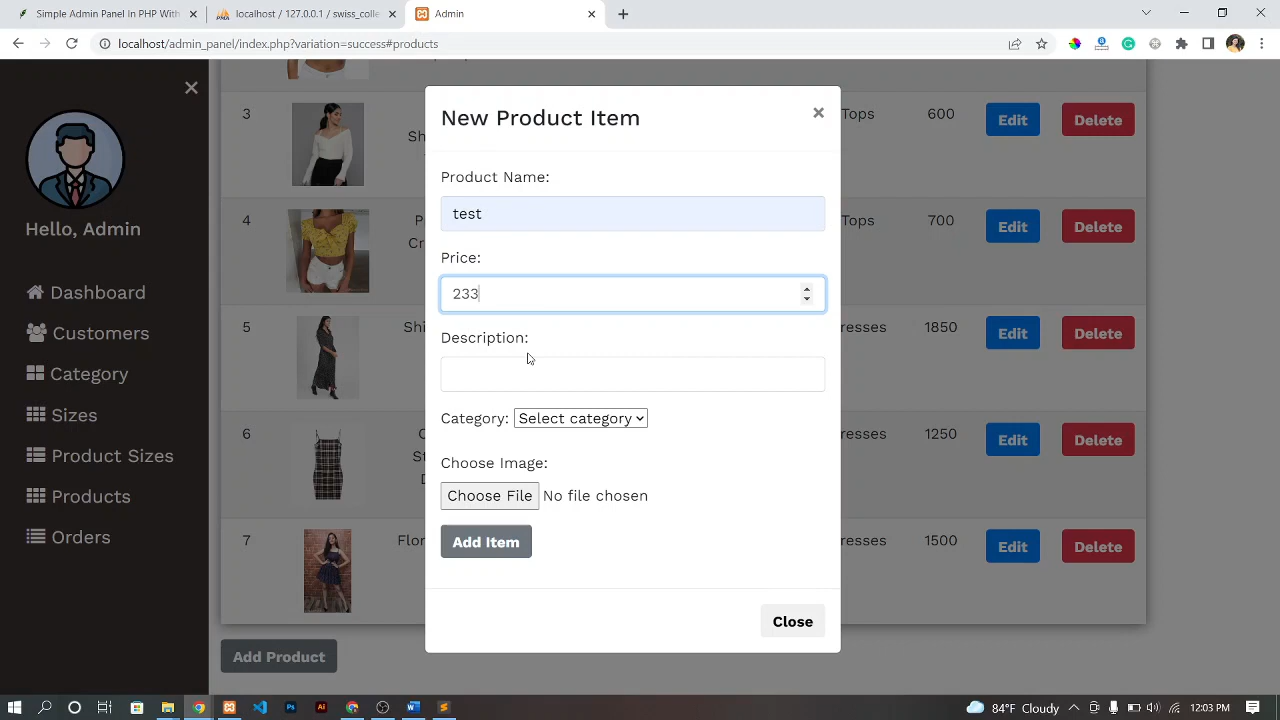 Simple Admin Panel In PHP With
localhost / 127.0.0.1 / swiss_colle
Admin
localhost/admin_panel/index.php?variation=success#products
Hello, Admin
Dashboard
Customers
Category
Sizes
Product Sizes
Products
Orders
3
Tops
600
Edit
Delete
4
Tops
700
Edit
Delete
5
1850
Edit
Delete
6
1250
Edit
Delete
7
1500
Edit
Delete
Add Product
New Product Item
×
Product Name:
test
Price:
233
Description:
Category: Select category
Choose Image:
Choose File No file chosen
Add Item
Close
84°F Cloudy
12:03 PM